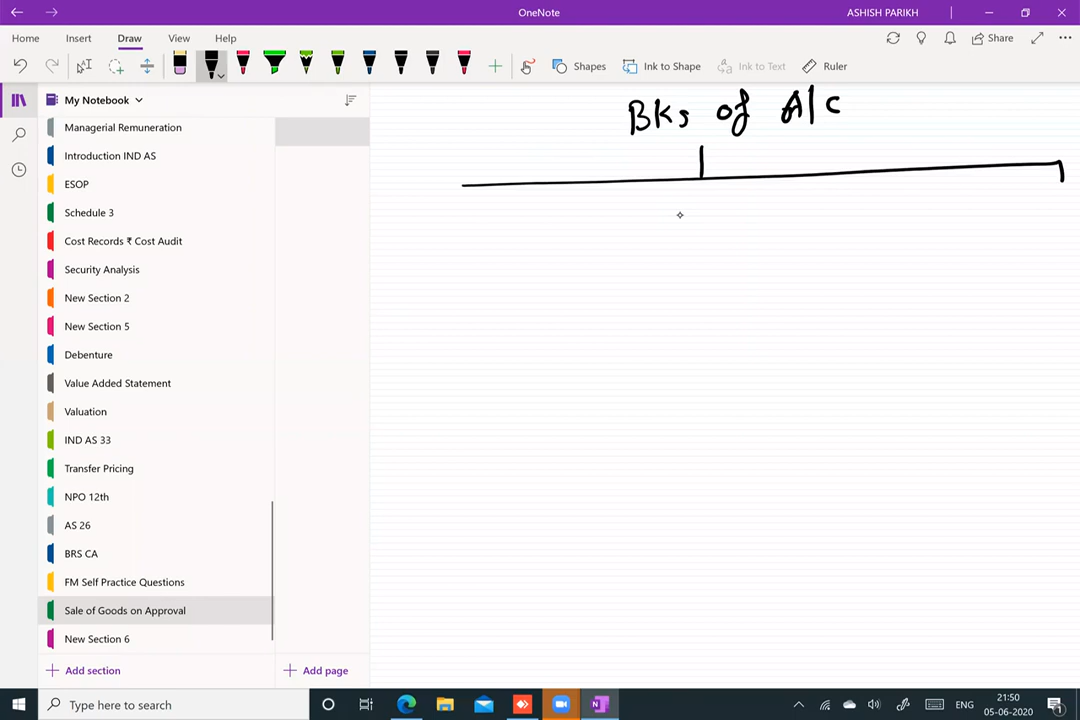 OneNote
ASHISH PARIKH
Home Insert Draw View Help
Share
Shapes Ink to Shape Ink to Text Ruler
My Notebook
Managerial Remuneration
Introduction IND AS
ESOP
Schedule 3
Cost Records ₹ Cost Audit
Security Analysis
New Section 2
New Section 5
Debenture
Value Added Statement
Valuation
IND AS 33
Transfer Pricing
NPO 12th
AS 26
BRS CA
FM Self Practice Questions
Sale of Goods on Approval
New Section 6
Add section
Add page
Bks of A/c
Type here to search
ENG
21:50
05-06-2020